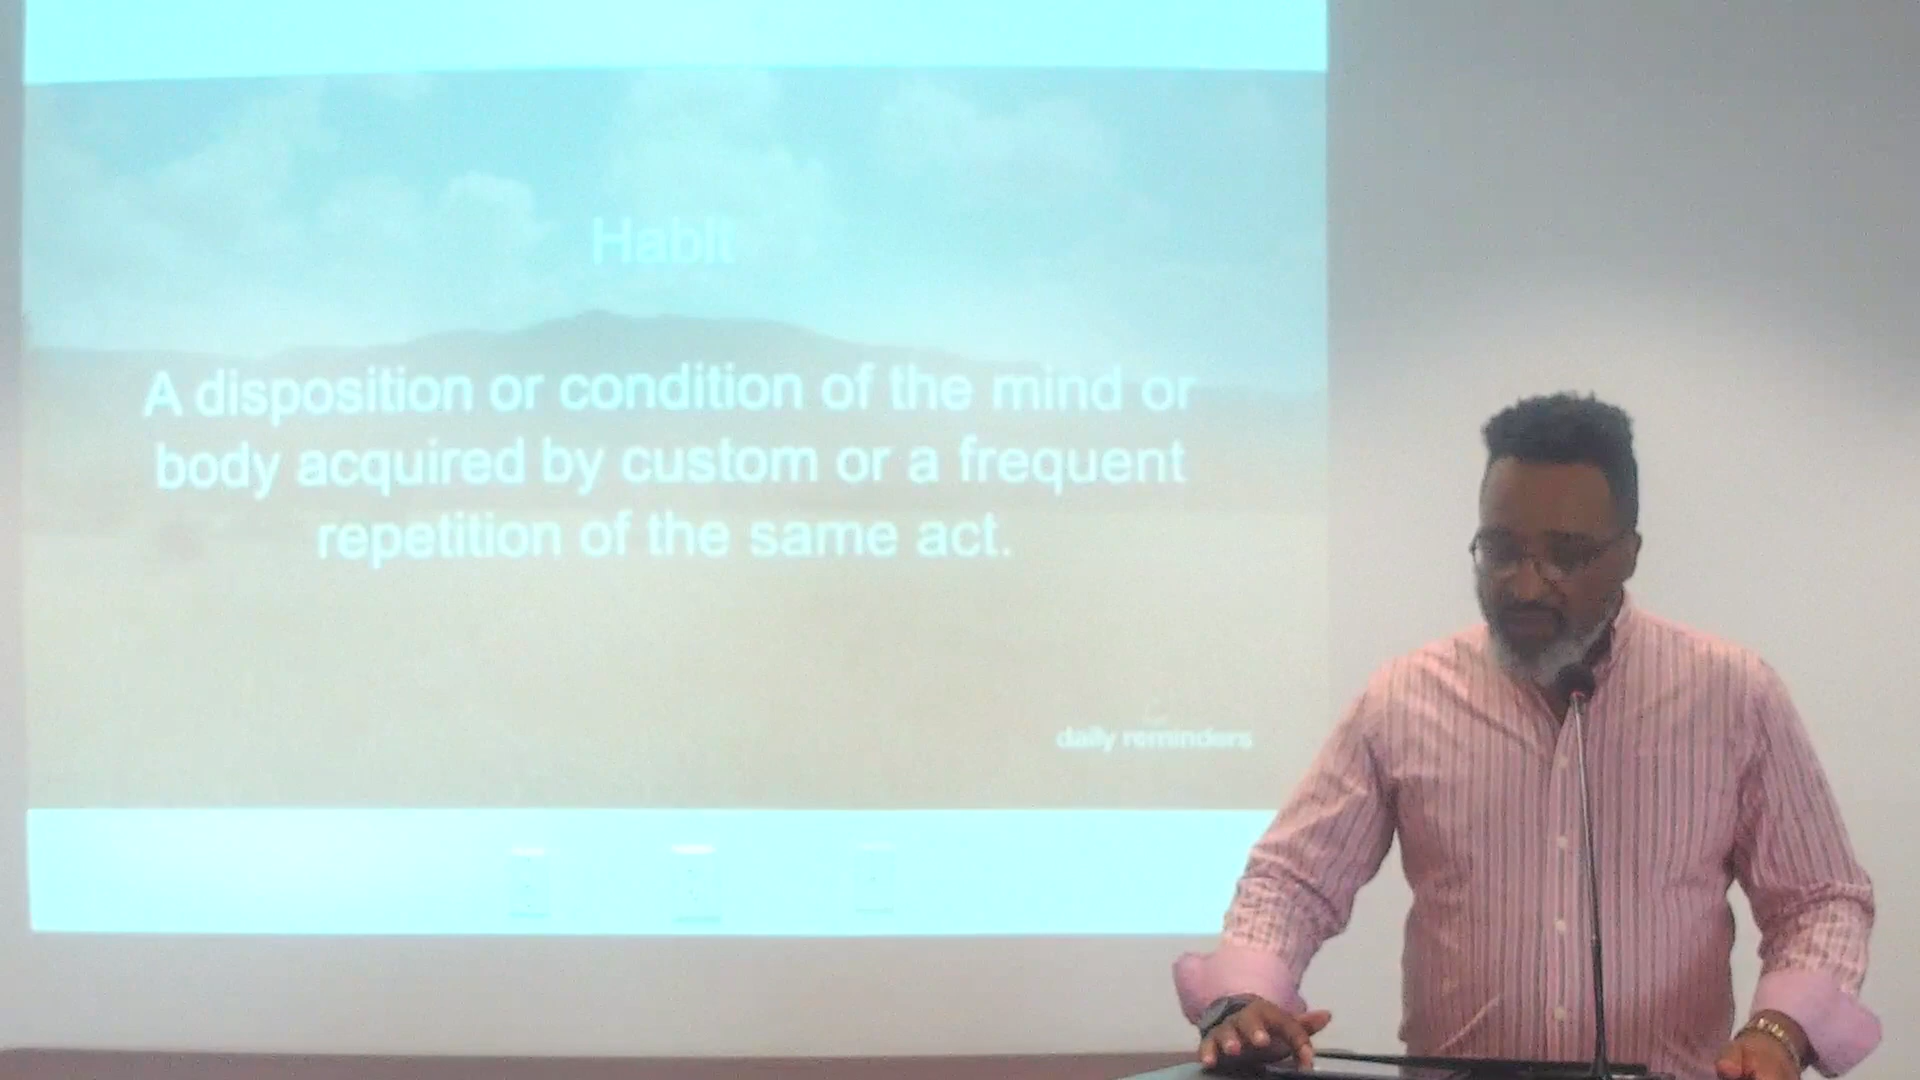 Habit
A disposition or condition of the mind or
body acquired by custom or a frequent
repetition of the same act.
daily reminders